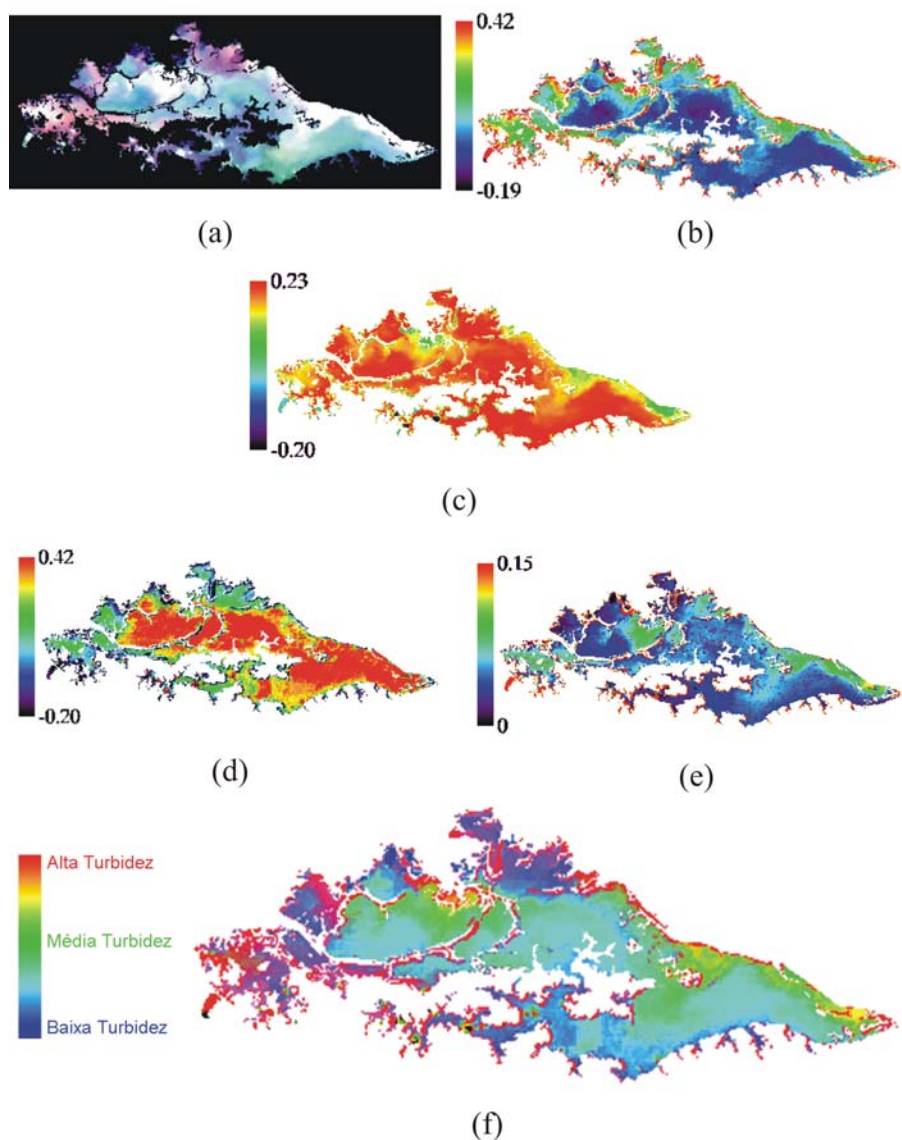 0.42
-0.19
(a)
(b)
0.23
-0.20
(c)
0.42
-0.20
(d)
0.15
0
(e)
Alta Turbidez
Média Turbidez
Baixa Turbidez
(f)